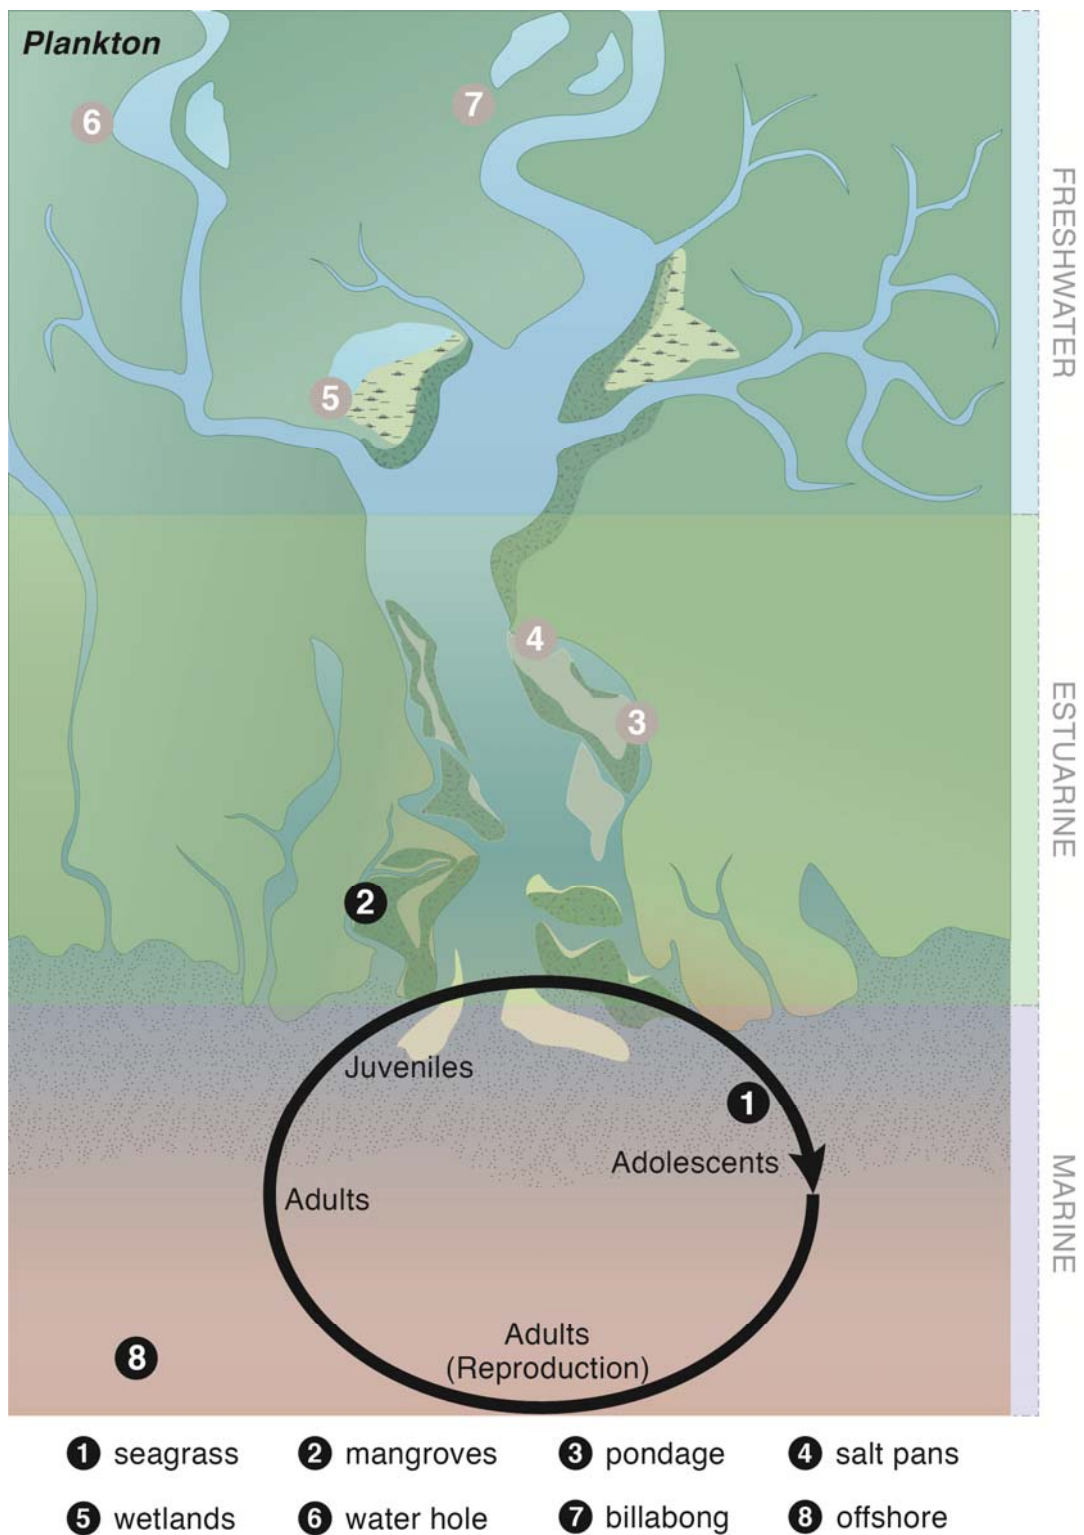 Plankton
6
7
5
4
3
2
Juveniles
1
Adolescents
Adults
Adults
(Reproduction)
8
FRESHWATER
ESTUARINE
MARINE
1 seagrass 2 mangroves 3 pondage 4 salt pans
5 wetlands 6 water hole 7 billabong 8 offshore